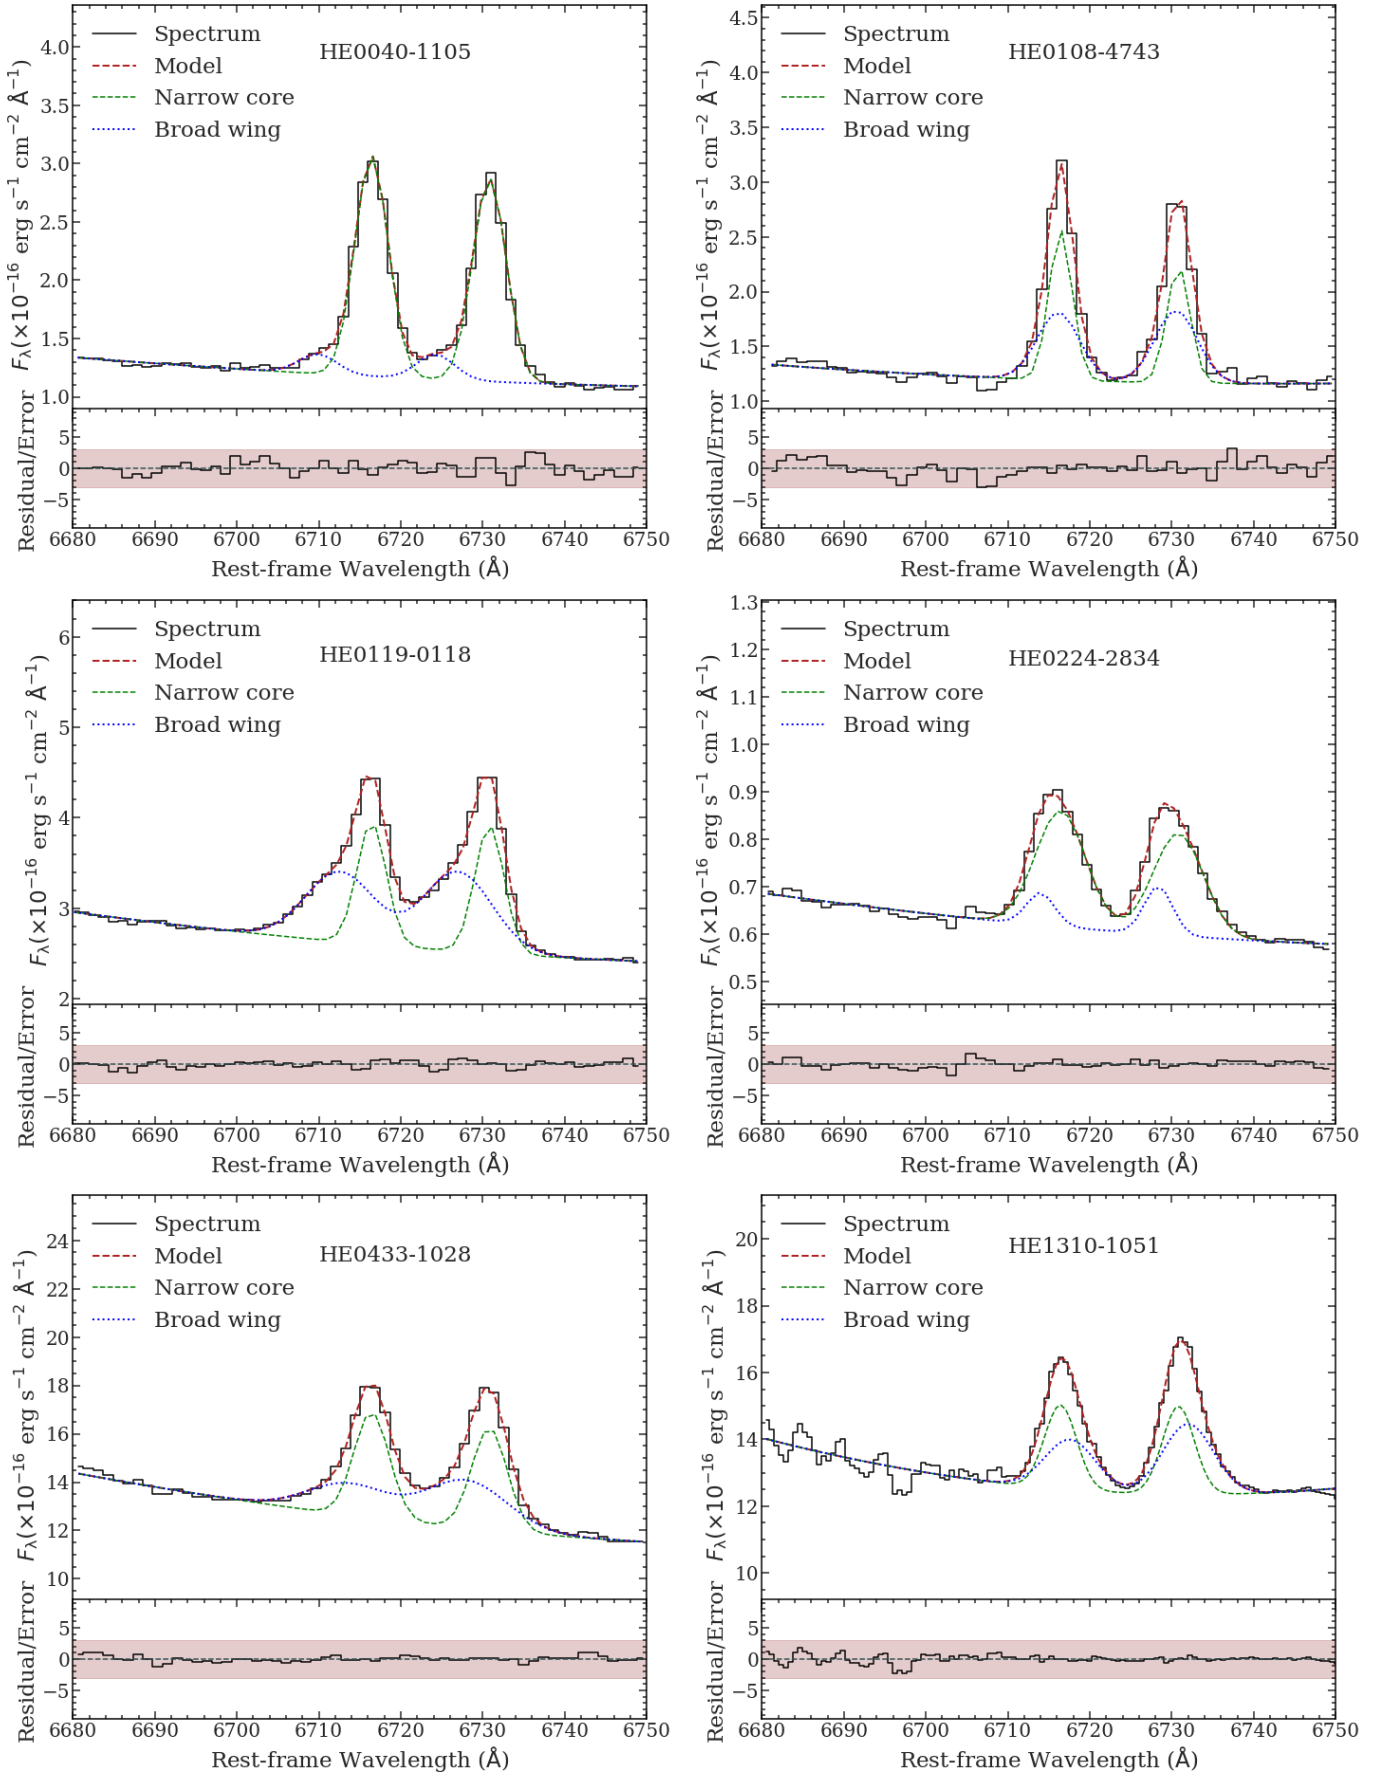 Spectrum
Model
Narrow core
Broad wing
HE0040-1105
F_λ(×10^−16 erg s^−1 cm^−2 Å^−1)
4.0
3.5
3.0
2.5
2.0
1.5
1.0
Residual/Error
5
0
−5
6680 6690 6700 6710 6720 6730 6740 6750
Rest-frame Wavelength (Å)
Spectrum
Model
Narrow core
Broad wing
HE0108-4743
F_λ(×10^−16 erg s^−1 cm^−2 Å^−1)
4.5
4.0
3.5
3.0
2.5
2.0
1.5
1.0
Residual/Error
5
0
−5
6680 6690 6700 6710 6720 6730 6740 6750
Rest-frame Wavelength (Å)
Spectrum
Model
Narrow core
Broad wing
HE0119-0118
F_λ(×10^−16 erg s^−1 cm^−2 Å^−1)
6
5
4
3
2
Residual/Error
5
0
−5
6680 6690 6700 6710 6720 6730 6740 6750
Rest-frame Wavelength (Å)
Spectrum
Model
Narrow core
Broad wing
HE0224-2834
F_λ(×10^−16 erg s^−1 cm^−2 Å^−1)
1.3
1.2
1.1
1.0
0.9
0.8
0.7
0.6
0.5
Residual/Error
5
0
−5
6680 6690 6700 6710 6720 6730 6740 6750
Rest-frame Wavelength (Å)
Spectrum
Model
Narrow core
Broad wing
HE0433-1028
F_λ(×10^−16 erg s^−1 cm^−2 Å^−1)
24
22
20
18
16
14
12
10
Residual/Error
5
0
−5
6680 6690 6700 6710 6720 6730 6740 6750
Rest-frame Wavelength (Å)
Spectrum
Model
Narrow core
Broad wing
HE1310-1051
F_λ(×10^−16 erg s^−1 cm^−2 Å^−1)
20
18
16
14
12
10
Residual/Error
5
0
−5
6680 6690 6700 6710 6720 6730 6740 6750
Rest-frame Wavelength (Å)